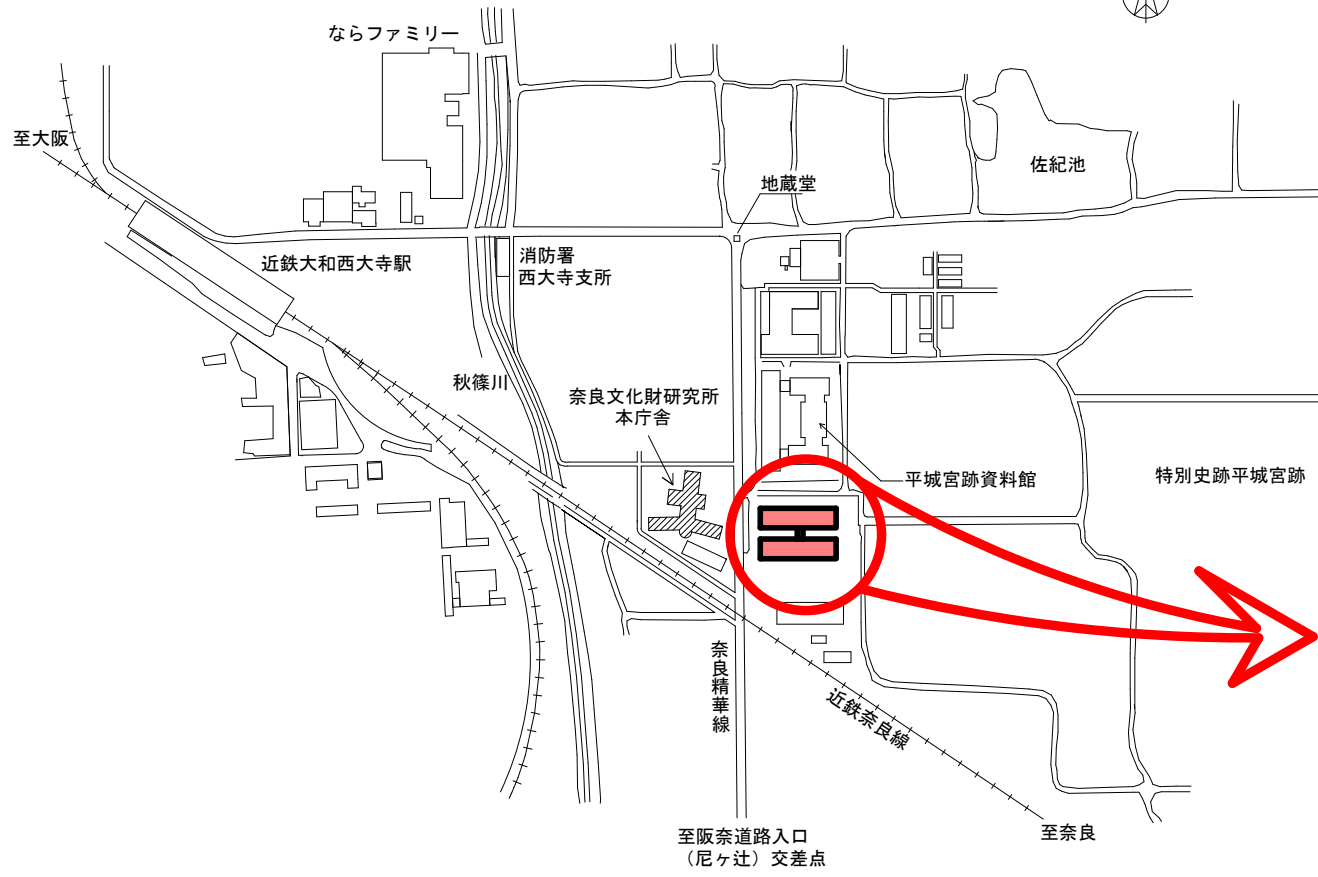 ならファミリー
至大阪
佐紀池
地蔵堂
近鉄大和西大寺駅
消防署
西大寺支所
秋篠川
奈良文化財研究所
本庁舎
平城宮跡資料館
特別史跡平城宮跡
奈良精華線
近鉄奈良線
至阪奈道路入口
（尼ヶ辻）交差点
至奈良